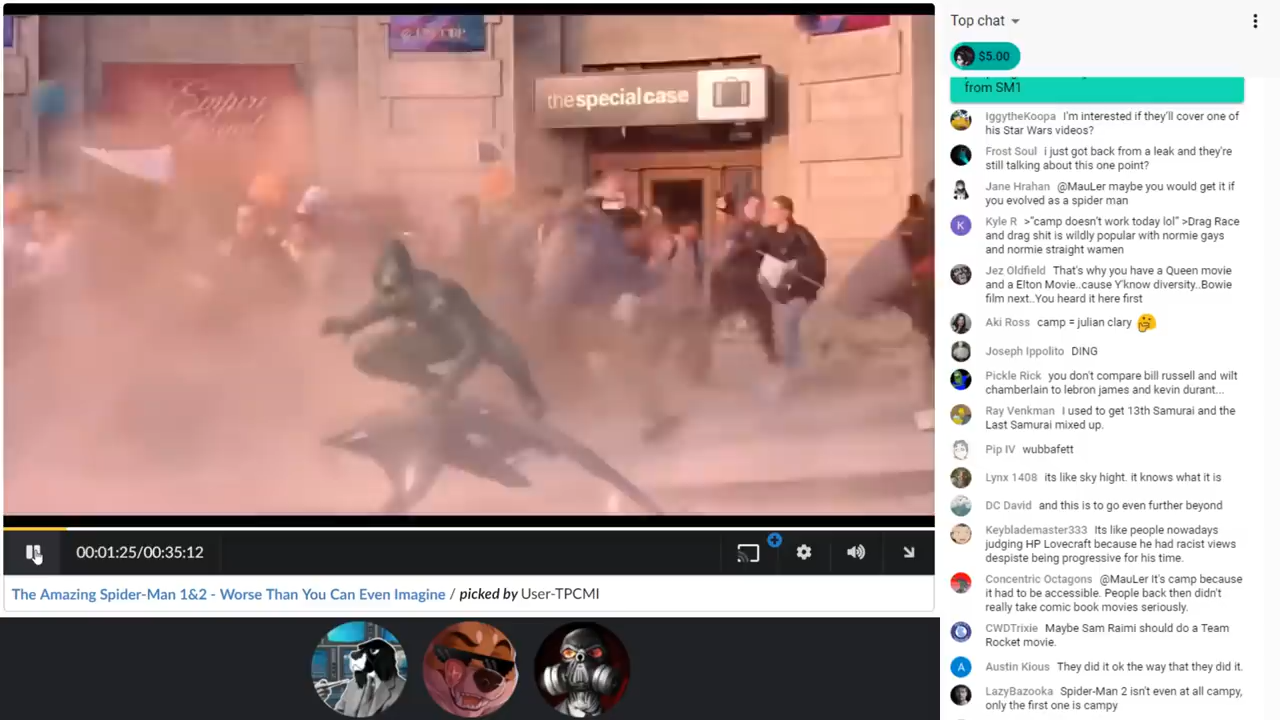 Empire
thespecialcase
00:01:25/00:35:12
The Amazing Spider-Man 1&2 - Worse Than You Can Even Imagine / picked by User-TPCMI
Top chat
$5.00
from SM1
IggytheKoopa I'm interested if they'll cover one of
his Star Wars videos?
Frost Soul i just got back from a leak and they're
still talking about this one point?
Jane Hrahan @MauLer maybe you would get it if
you evolved as a spider man
K
Kyle R >"camp doesn't work today lol" >Drag Race
and drag shit is wildly popular with normie gays
and normie straight wamen
Jez Oldfield That's why you have a Queen movie
and a Elton Movie..cause Y'know diversity..Bowie
film next..You heard it here first
Aki Ross camp = julian clary 🤔
Joseph Ippolito DING
Pickle Rick you don't compare bill russell and wilt
chamberlain to lebron james and kevin durant...
Ray Venkman I used to get 13th Samurai and the
Last Samurai mixed up.
Pip IV wubbafett
Lynx 1408 its like sky hight. it knows what it is
DC David and this is to go even further beyond
Keyblademaster333 Its like people nowadays
judging HP Lovecraft because he had racist views
despite being progressive for his time.
Concentric Octagons @MauLer It's camp because
it had to be accessible. People back then didn't
really take comic book movies seriously.
CWDTrixie Maybe Sam Raimi should do a Team
Rocket movie.
A
Austin Kious They did it ok the way that they did it.
LazyBazooka Spider-Man 2 isn't even at all campy,
only the first one is campy